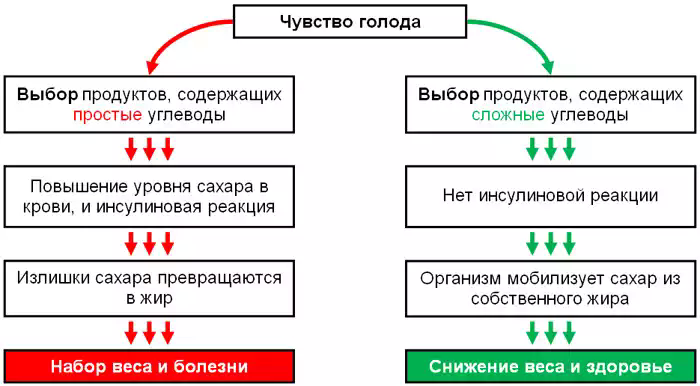 Чувство голода
Выбор продуктов, содержащих
простые углеводы
Повышение уровня сахара в
крови, и инсулиновая реакция
Излишки сахара превращаются
в жир
Набор веса и болезни
Выбор продуктов, содержащих
сложные углеводы
Нет инсулиновой реакции
Организм мобилизует сахар из
собственного жира
Снижение веса и здоровье